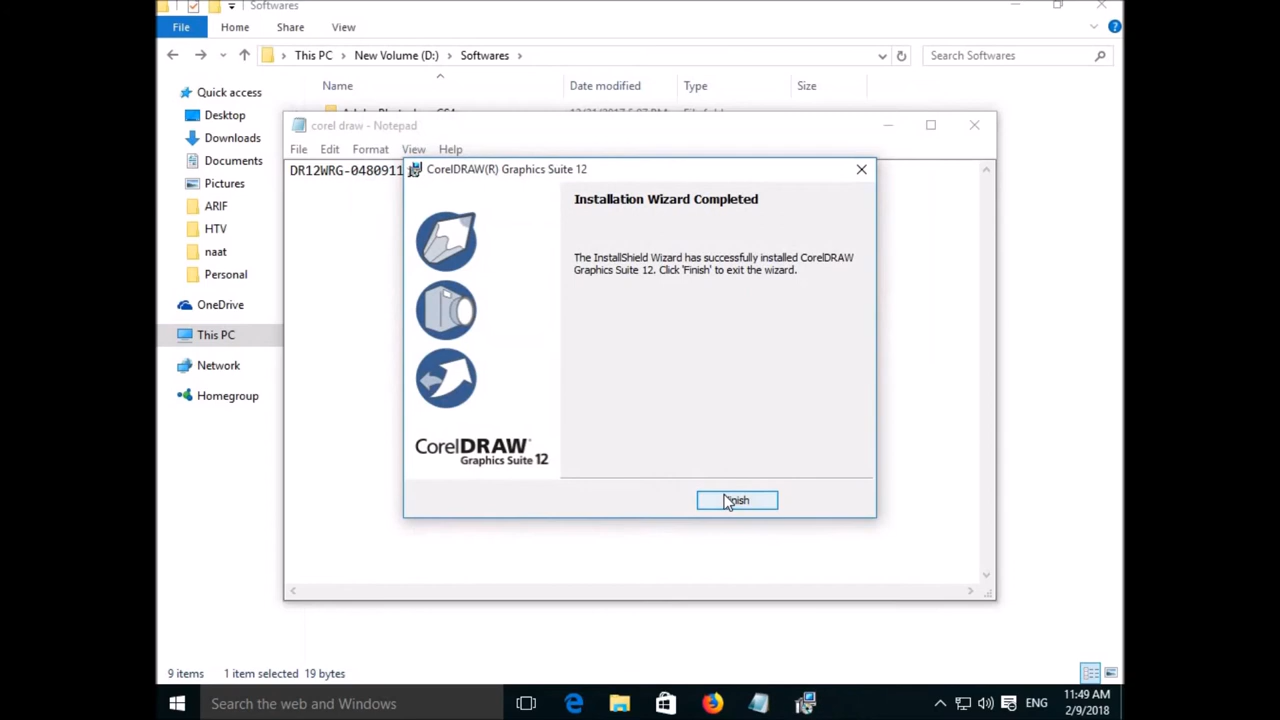 Softwares
File Home Share View
This PC > New Volume (D:) > Softwares >
Search Softwares
Name Date modified Type Size
Quick access
Desktop
Downloads
Documents
Pictures
ARIF
HTV
naat
Personal
OneDrive
This PC
Network
Homegroup
corel draw - Notepad
File Edit Format View Help
DR12WRG-0480911
CorelDRAW(R) Graphics Suite 12
Installation Wizard Completed
The InstallShield Wizard has successfully installed CorelDRAW
Graphics Suite 12. Click 'Finish' to exit the wizard.
CorelDRAW
Graphics Suite 12
9 items 1 item selected 19 bytes
Search the web and Windows
ENG
11:49 AM
2/9/2018